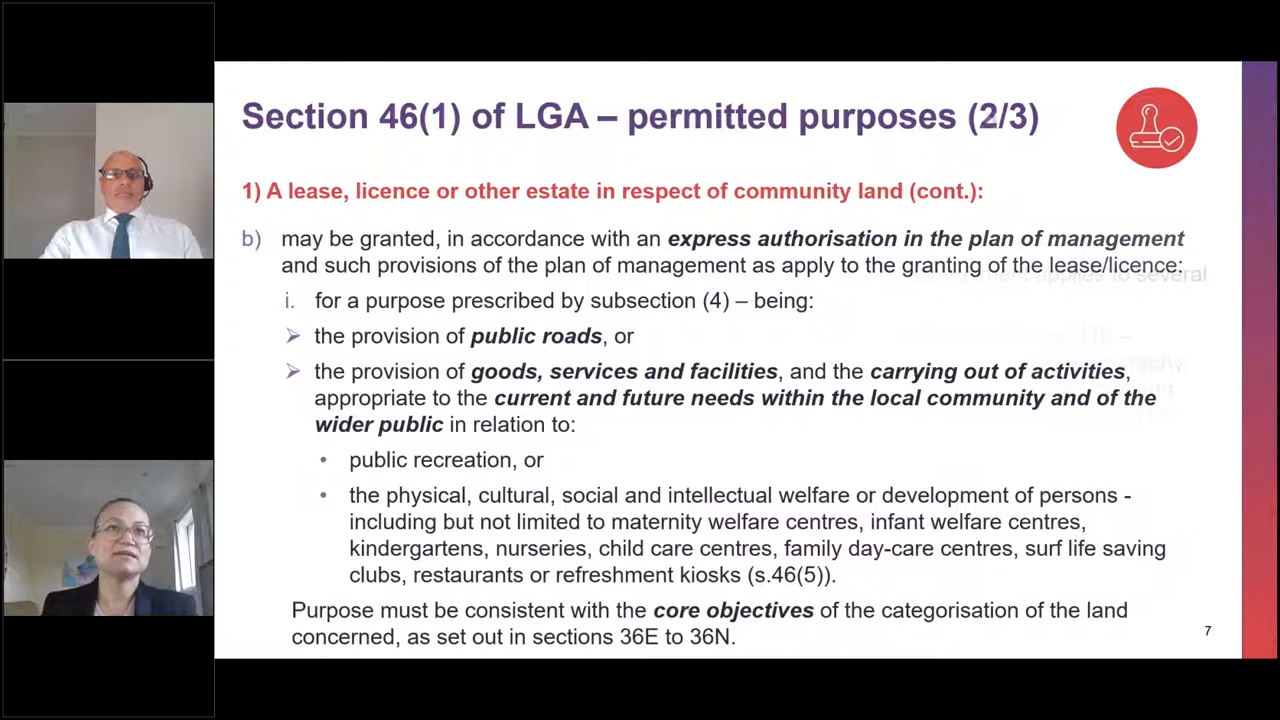 Section 46(1) of LGA – permitted purposes (2/3)
1) A lease, licence or other estate in respect of community land (cont.):
b) may be granted, in accordance with an express authorisation in the plan of management
and such provisions of the plan of management as apply to the granting of the lease/licence:
applies to several
i. for a purpose prescribed by subsection (4) – being:
➢ the provision of public roads, or
➢ the provision of goods, services and facilities, and the carrying out of activities,
appropriate to the current and future needs within the local community and of the
wider public in relation to:
• public recreation, or
• the physical, cultural, social and intellectual welfare or development of persons -
including but not limited to maternity welfare centres, infant welfare centres,
kindergartens, nurseries, child care centres, family day-care centres, surf life saving
clubs, restaurants or refreshment kiosks (s.46(5)).
Purpose must be consistent with the core objectives of the categorisation of the land
concerned, as set out in sections 36E to 36N.
7